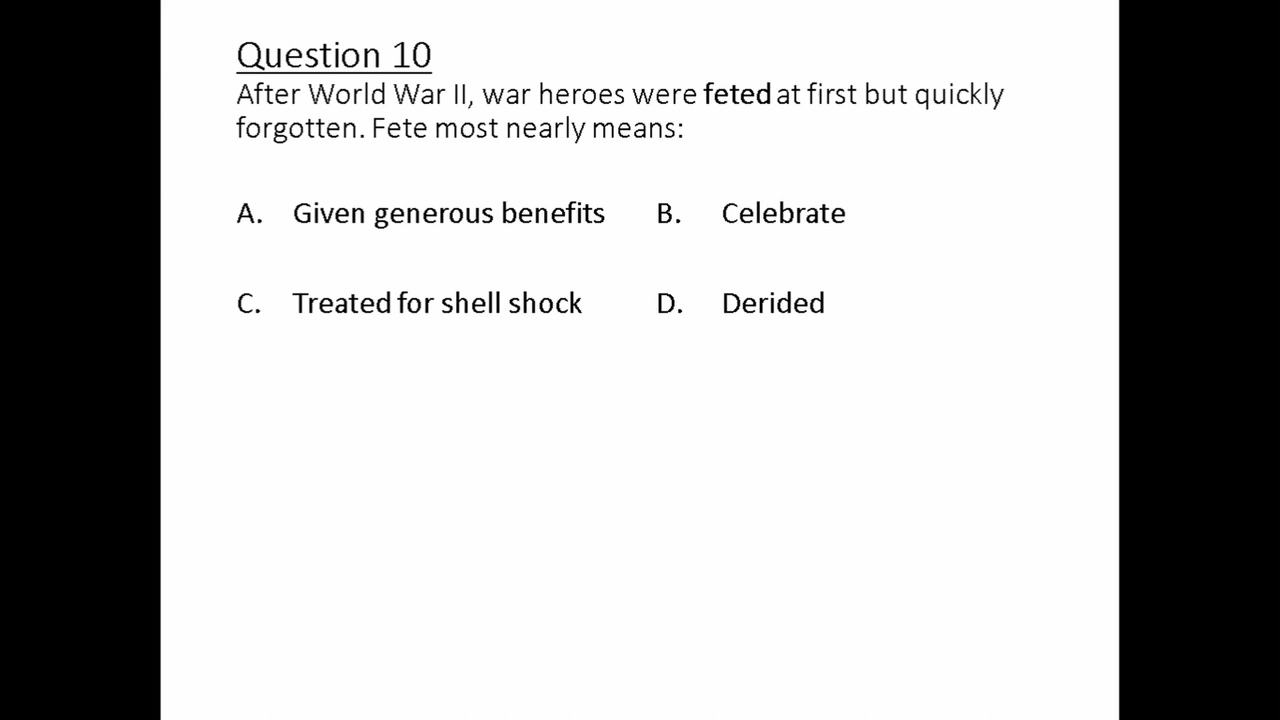 Question 10
After World War II, war heroes were feted at first but quickly
forgotten. Fete most nearly means:
A. Given generous benefits B. Celebrate
C. Treated for shell shock D. Derided